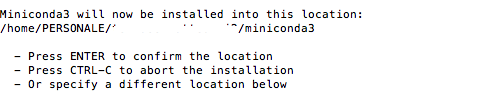 Miniconda3 will now be installed into this location:
/home/PERSONALE/ /miniconda3
- Press ENTER to confirm the location
- Press CTRL-C to abort the installation
- Or specify a different location below